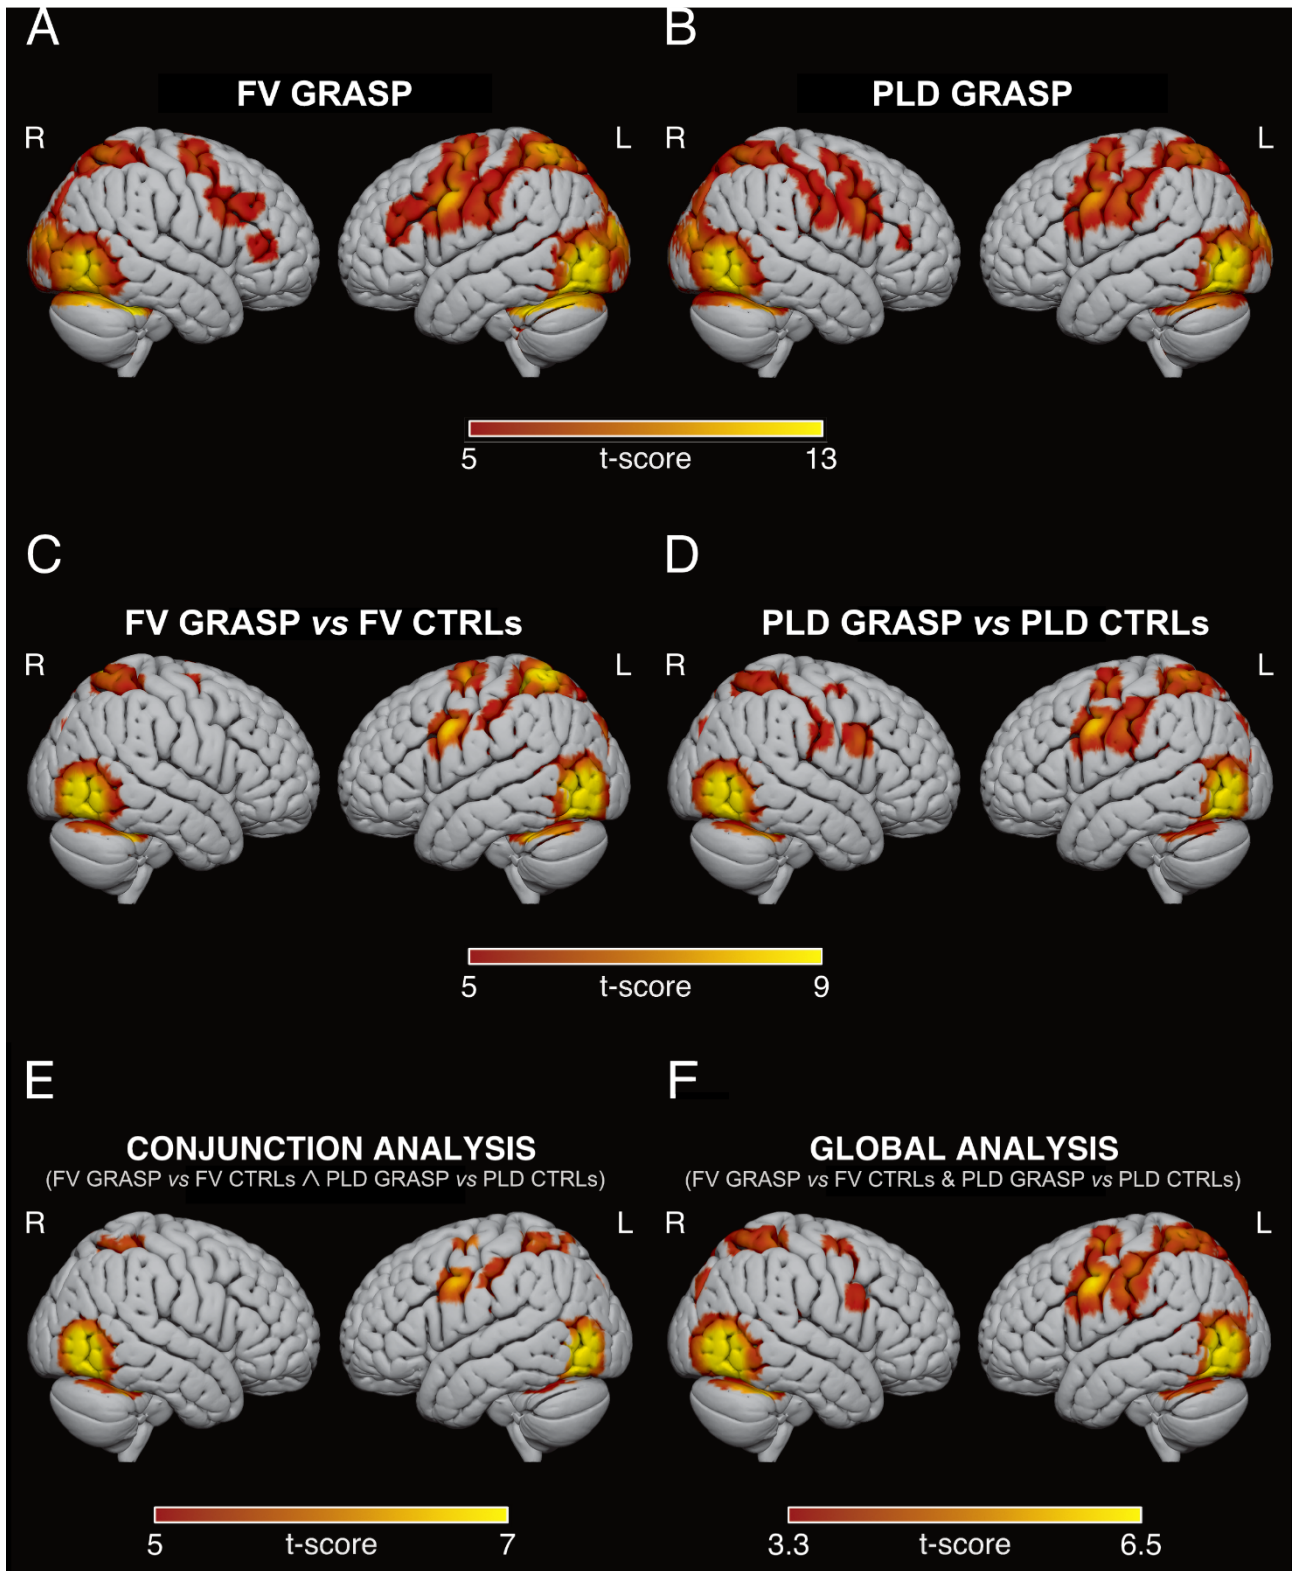 A
B
FV GRASP
PLD GRASP
R
L
R
L
5
t-score
13
C
D
FV GRASP vs FV CTRLs
PLD GRASP vs PLD CTRLs
R
L
R
L
5
t-score
9
E
F
CONJUNCTION ANALYSIS
(FV GRASP vs FV CTRLs ∧ PLD GRASP vs PLD CTRLs)
GLOBAL ANALYSIS
(FV GRASP vs FV CTRLs & PLD GRASP vs PLD CTRLs)
R
L
R
L
5
t-score
7
3.3
t-score
6.5